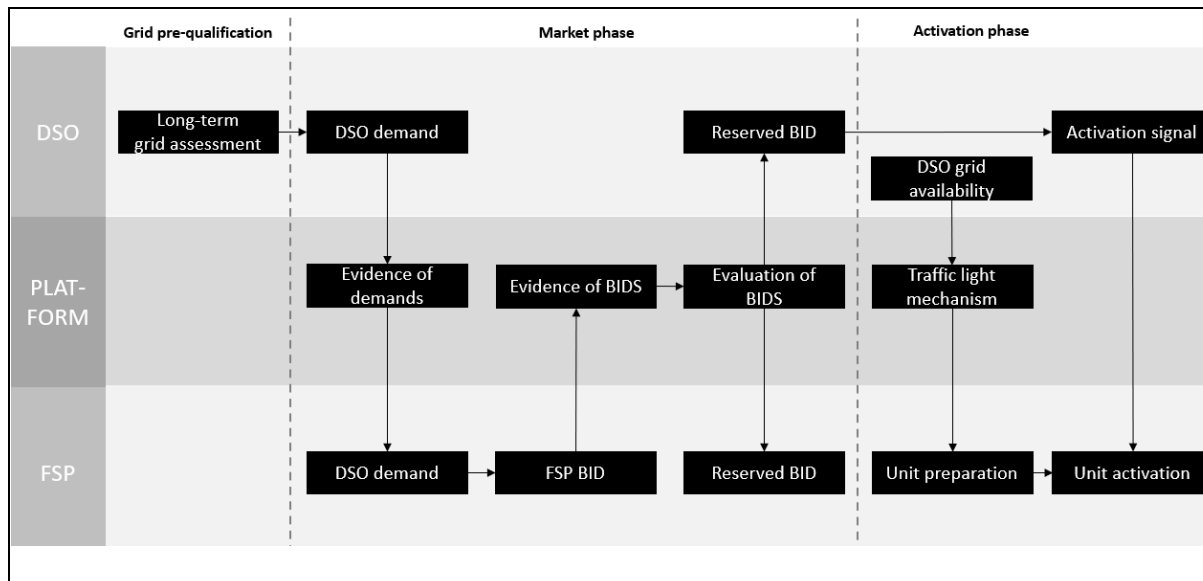 Grid pre-qualification
Market phase
Activation phase
DSO
Long-term
grid assessment
DSO demand
Reserved BID
Activation signal
DSO grid
availability
PLAT-
FORM
Evidence of
demands
Evidence of BIDS
Evaluation of
BIDS
Traffic light
mechanism
FSP
DSO demand
FSP BID
Reserved BID
Unit preparation
Unit activation